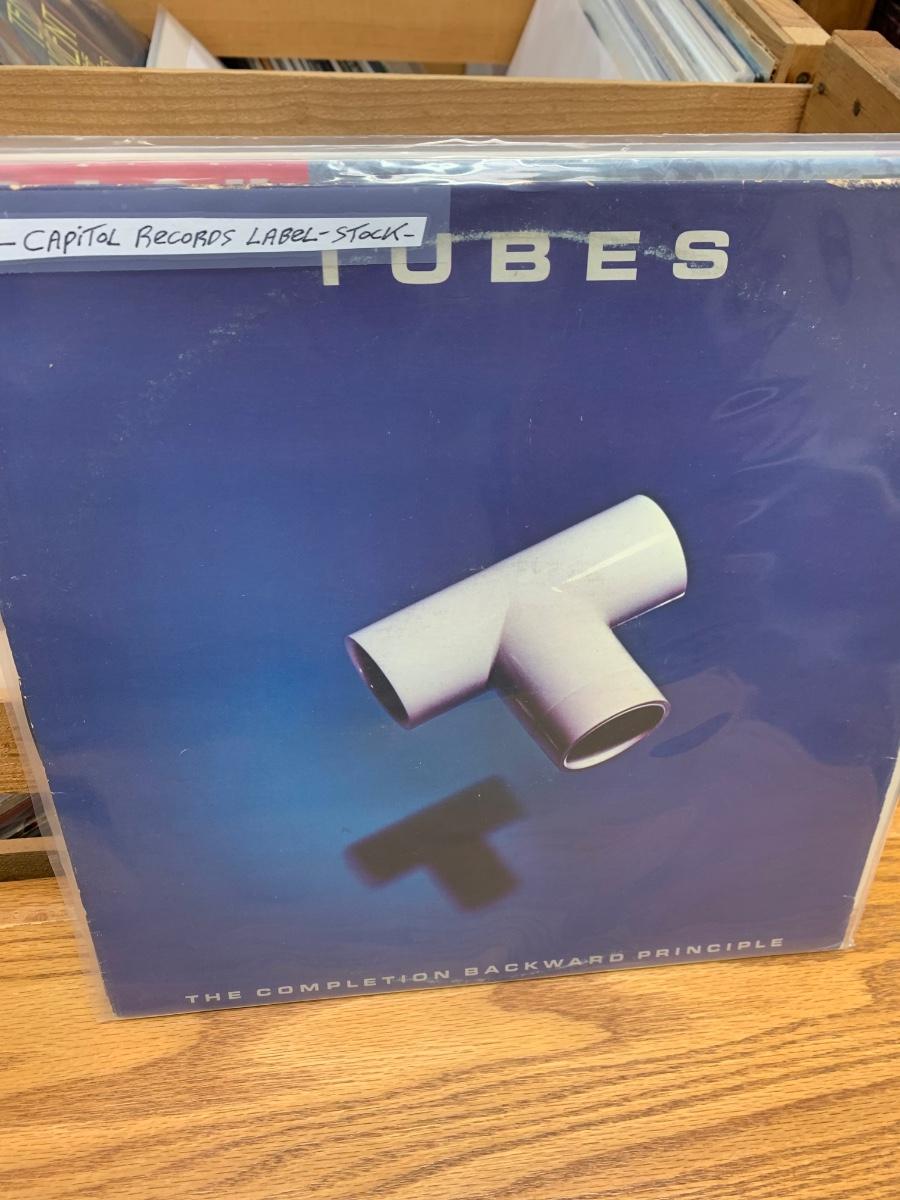 - CAPITOL RECORDS LABEL-STOCK-
TUBES
THE COMPLETION BACKWARD PRINCIPLE